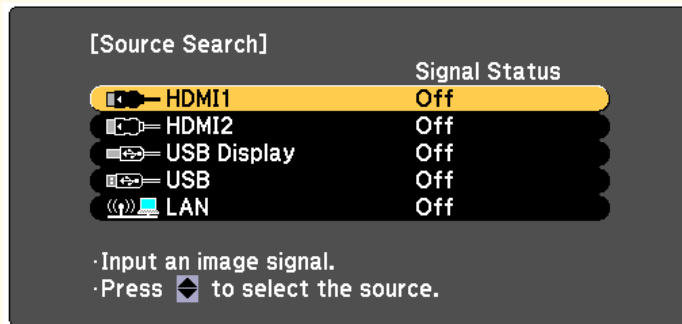 [Source Search]
Signal Status
HDMI1 Off
HDMI2 Off
USB Display Off
USB Off
LAN Off
·Input an image signal.
·Press to select the source.